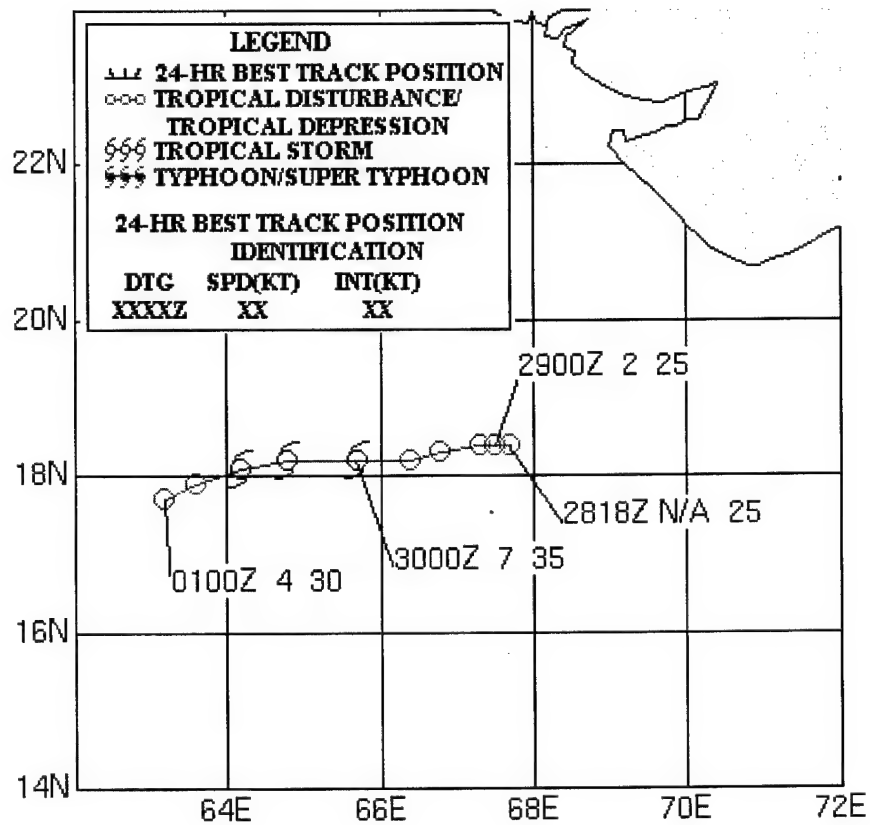 LEGEND
24-HR BEST TRACK POSITION
TROPICAL DISTURBANCE/
TROPICAL DEPRESSION
TROPICAL STORM
TYPHOON/SUPER TYPHOON
24-HR BEST TRACK POSITION
IDENTIFICATION
DTG SPD(KT) INT(KT)
XXXXZ XX XX
22N
20N
2900Z 2 25
18N
2818Z N/A 25
3000Z 7 35
0100Z 4 30
16N
14N
64E 66E 68E 70E 72E